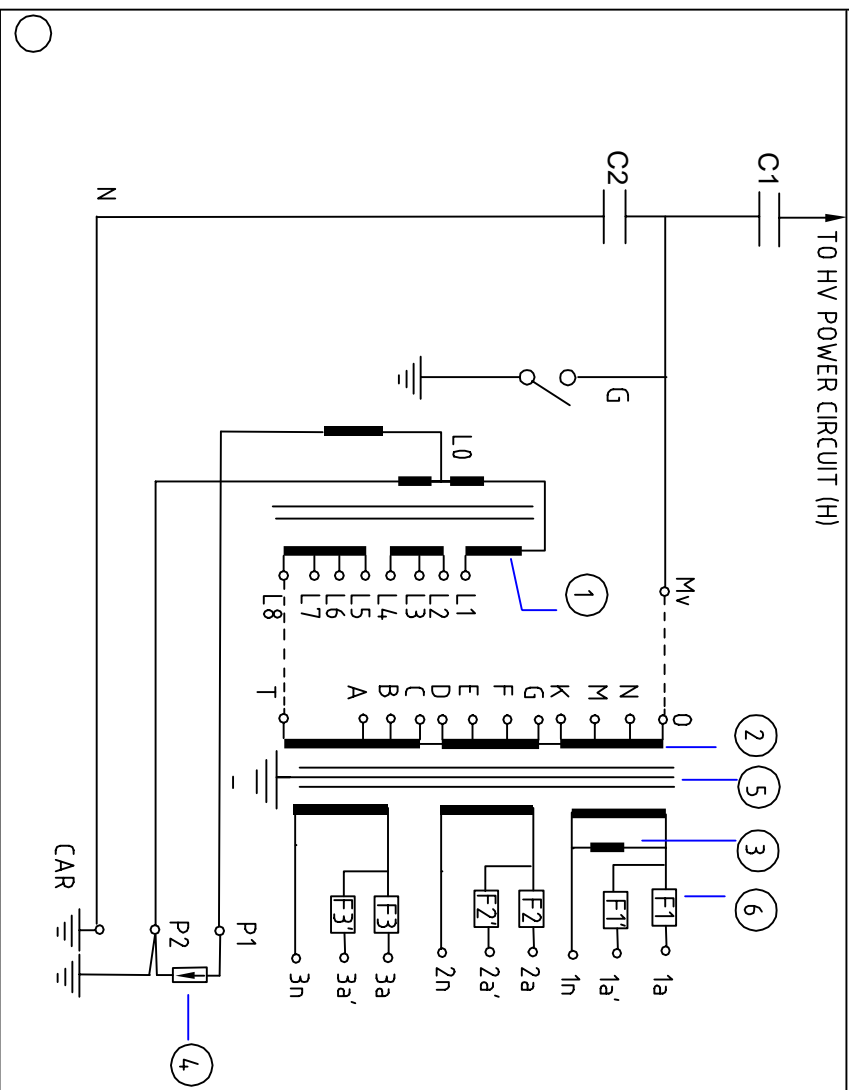 TO HV POWER CIRCUIT (H)
C1
C2
N
G
L0
Mv
1
L1
L2
L3
L4
L5
L6
L7
L8
O
N
M
K
G
F
E
D
C
B
A
T
2
5
3
6
F1
F1'
F2
F2'
F3
F3'
1a
1a'
1n
2a
2a'
2n
3a
3a'
3n
P1
P2
CAR
4